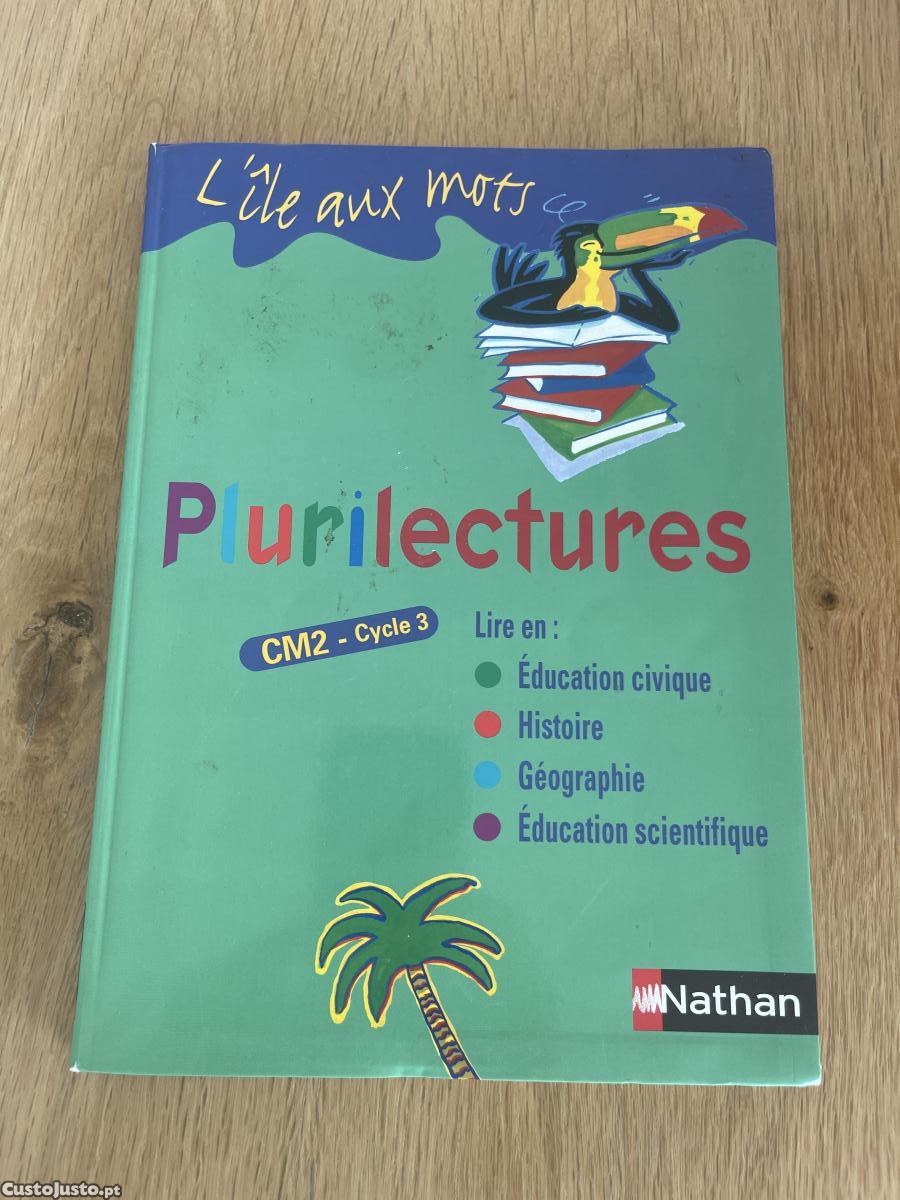 L'île aux mots
Plurilectures
CM2 - Cycle 3
Lire en :
Éducation civique
Histoire
Géographie
Éducation scientifique
Nathan
CustoJusto.pt